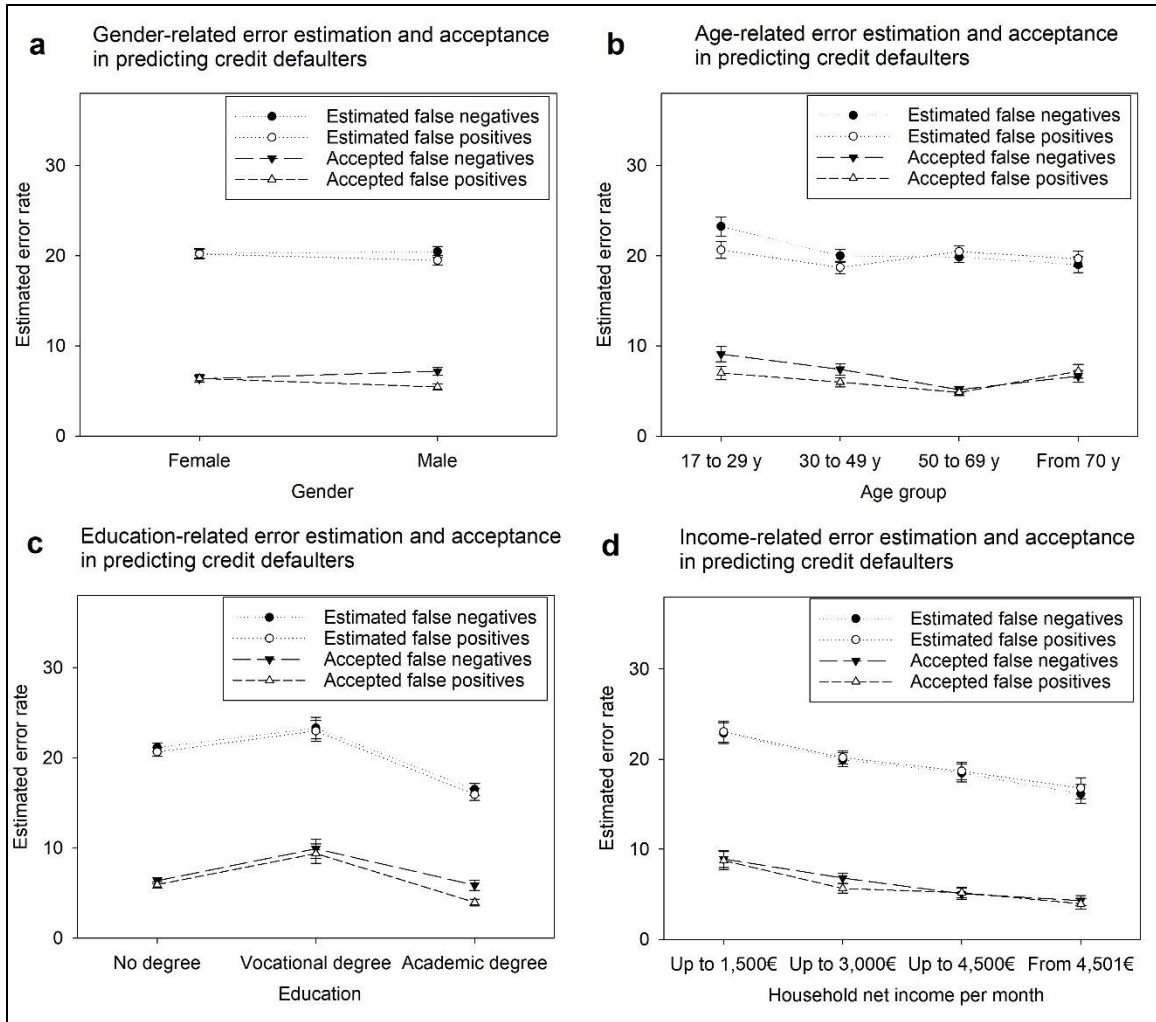 a
Gender-related error estimation and acceptance
in predicting credit defaulters
Estimated false negatives
Estimated false positives
Accepted false negatives
Accepted false positives
Estimated error rate
30
20
10
0
Female
Male
Gender
b
Age-related error estimation and acceptance
in predicting credit defaulters
Estimated false negatives
Estimated false positives
Accepted false negatives
Accepted false positives
Estimated error rate
30
20
10
0
17 to 29 y
30 to 49 y
50 to 69 y
From 70 y
Age group
c
Education-related error estimation and acceptance
in predicting credit defaulters
Estimated false negatives
Estimated false positives
Accepted false negatives
Accepted false positives
Estimated error rate
30
20
10
0
No degree
Vocational degree
Academic degree
Education
d
Income-related error estimation and acceptance
in predicting credit defaulters
Estimated false negatives
Estimated false positives
Accepted false negatives
Accepted false positives
Estimated error rate
30
20
10
0
Up to 1,500€
Up to 3,000€
Up to 4,500€
From 4,501€
Household net income per month